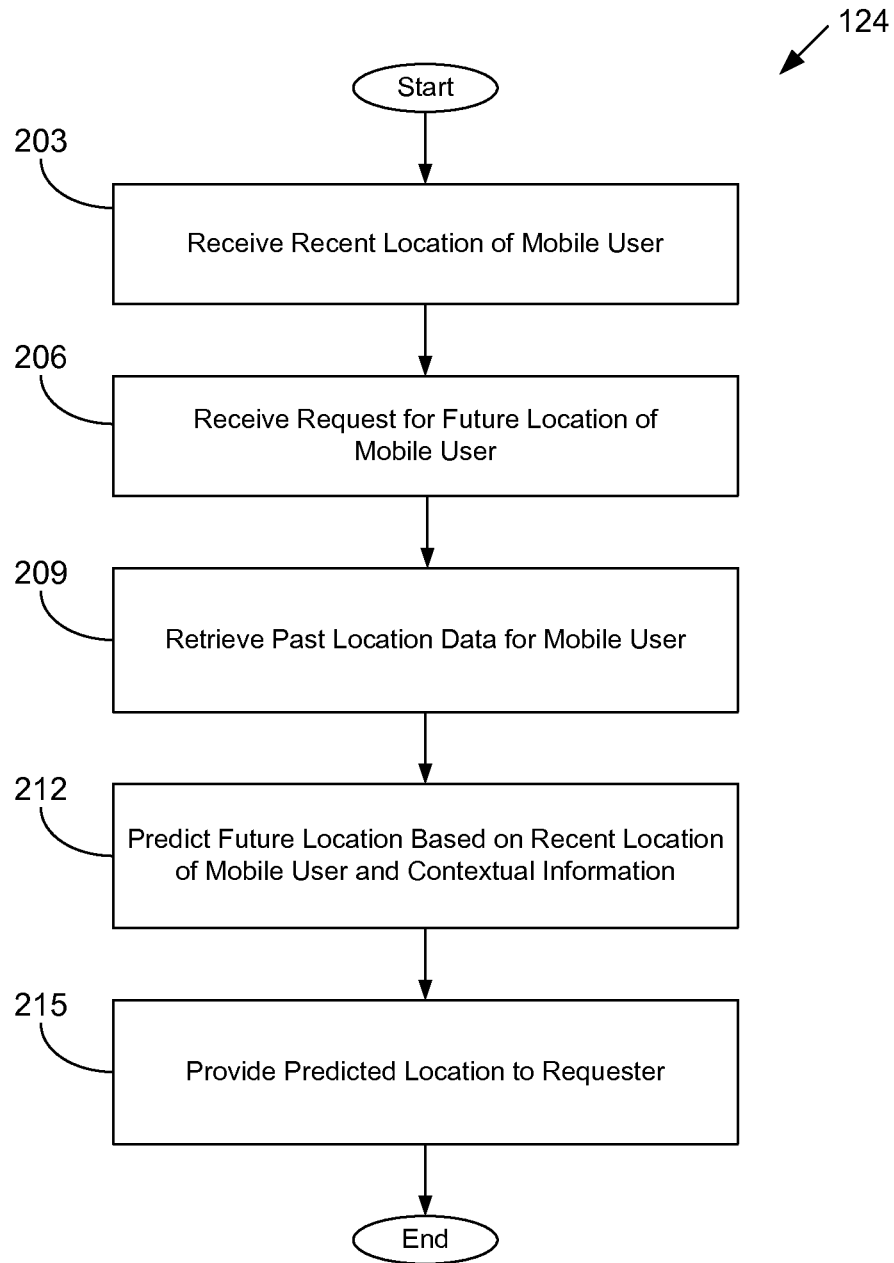 124
Start
203
Receive Recent Location of Mobile User
206
Receive Request for Future Location of
Mobile User
209
Retrieve Past Location Data for Mobile User
212
Predict Future Location Based on Recent Location
of Mobile User and Contextual Information
215
Provide Predicted Location to Requester
End